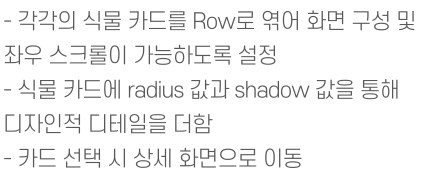 - 각각의 식물 카드를 Row로 엮어 화면 구성 및
좌우 스크롤이 가능하도록 설정
- 식물 카드에 radius 값과 shadow 값을 통해
디자인적 디테일을 더함
- 카드 선택 시 상세 화면으로 이동